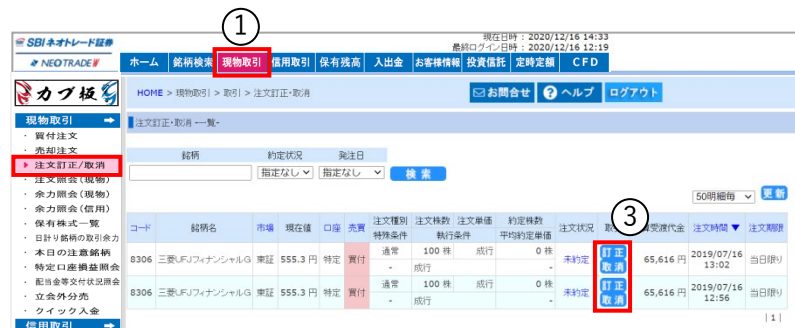 ①
現在日時：2020/12/16 14:33
最終ログイン日時：2020/12/16 12:19
SBIネオトレード証券
NEOTRADE W
ホーム 銘柄検索 現物取引 信用取引 保有残高 入出金 お客様情報 投資信託 定時定額 CFD
カブ板
HOME > 現物取引 > 取引 > 注文訂正・取消
お問合せ ? ヘルプ ログアウト
現物取引
注文訂正・取消 -一覧-
・ 買付注文
・ 売却注文
注文訂正/取消
・ 注文照会(現物)
・ 余力照会(現物)
・ 余力照会(信用)
・ 保有株式一覧
・ 日計り銘柄の取引余力
・ 本日の注意銘柄
・ 特定口座損益照会
・ 配当金等交付状況照会
・ 立会外分売
・ クイック入金
信用取引
銘柄 約定状況 発注日
指定なし 指定なし 検索
50明細毎 更新
③
コード 銘柄名 市場 現在値 口座 売買 注文種別 注文株数 注文単価 約定株数 注文状況 受渡代金 注文時間▼ 注文期限
特殊条件 執行条件 平均約定単価
8306 三菱UFJフィナンシャルG 東証 555.3円 特定 買付 通常 100株 成行 0株 未約定 訂正 65,616円 2019/07/16 当日限り
- 成行 - 取消 13:02
8306 三菱UFJフィナンシャルG 東証 555.3円 特定 買付 通常 100株 成行 0株 未約定 訂正 65,616円 2019/07/16 当日限り
- 成行 - 取消 12:56
|1|